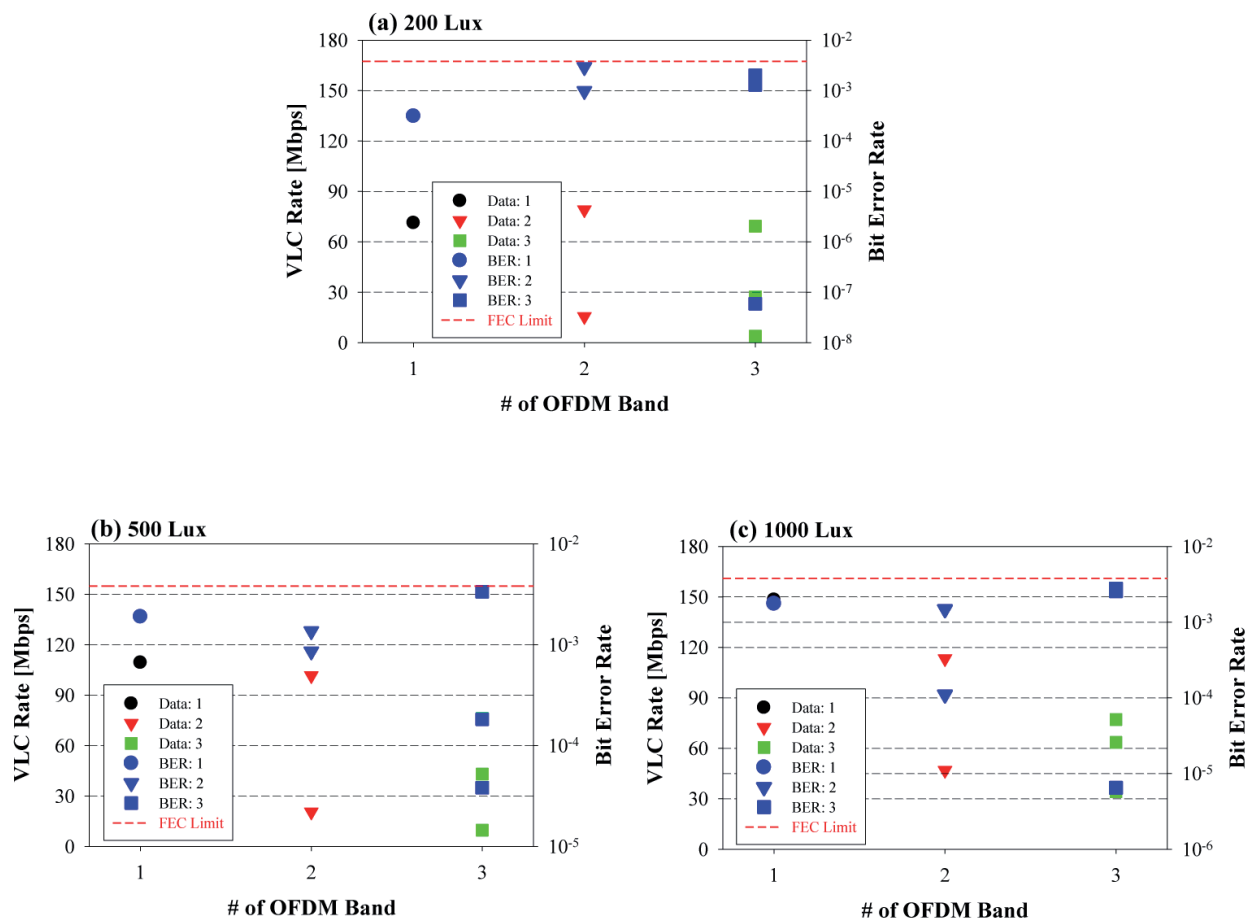 (a) 200 Lux
180
150
120
90
60
30
0
VLC Rate [Mbps]
10-2
10-3
10-4
10-5
10-6
10-7
10-8
Bit Error Rate
Data: 1
Data: 2
Data: 3
BER: 1
BER: 2
BER: 3
FEC Limit
1 2 3
# of OFDM Band
(b) 500 Lux
180
150
120
90
60
30
0
VLC Rate [Mbps]
10-2
10-3
10-4
10-5
Bit Error Rate
Data: 1
Data: 2
Data: 3
BER: 1
BER: 2
BER: 3
FEC Limit
1 2 3
# of OFDM Band
(c) 1000 Lux
180
150
120
90
60
30
0
VLC Rate [Mbps]
10-2
10-3
10-4
10-5
10-6
Bit Error Rate
Data: 1
Data: 2
Data: 3
BER: 1
BER: 2
BER: 3
FEC Limit
1 2 3
# of OFDM Band